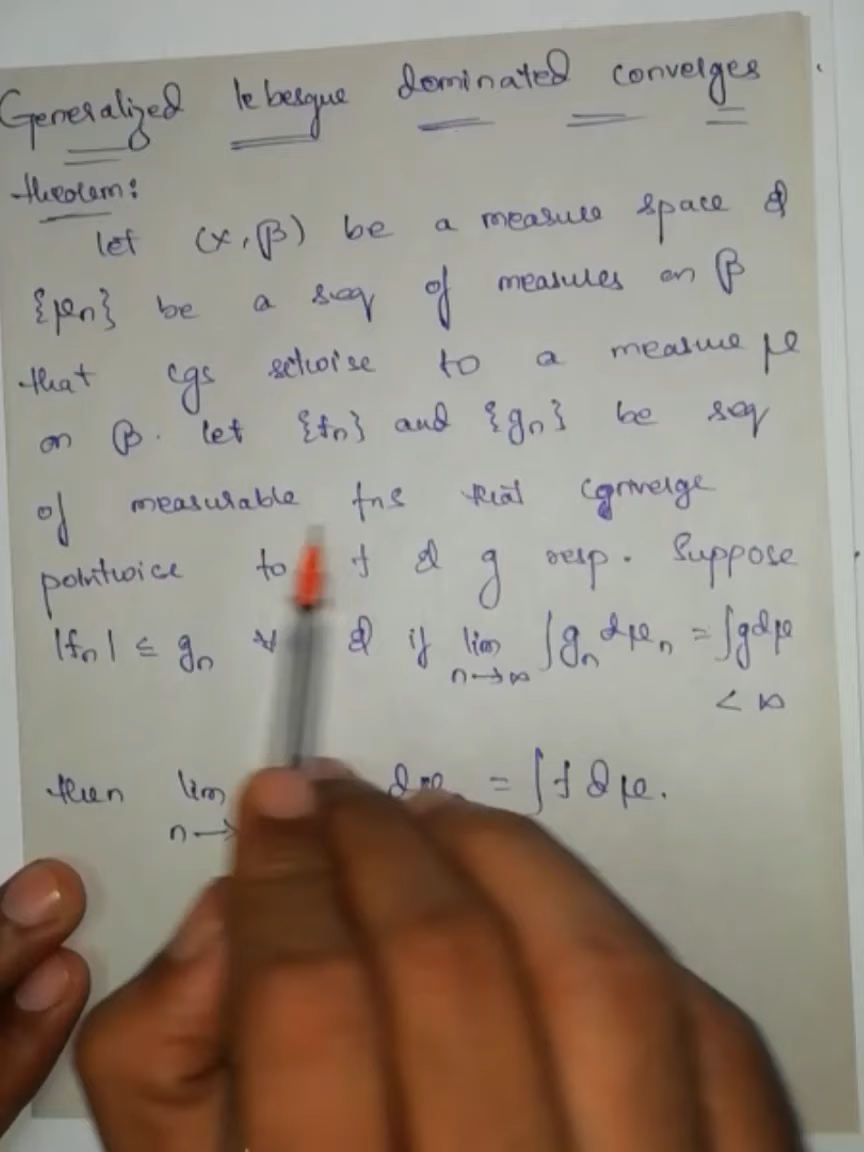 Generalized lebesgue dominated converges
theorem:
let (x, β) be a measure space &
{μn} be a seq of measures on β
that cgs setwise to a measure μ
on β. let {fn} and {gn} be seq
of measurable fns that converge
pointwice to f & g resp. Suppose
|fn| ≤ gn & if lim n→∞ ∫gn dμn = ∫g dμ
< ∞
then lim n→ dμ = ∫f dμ.